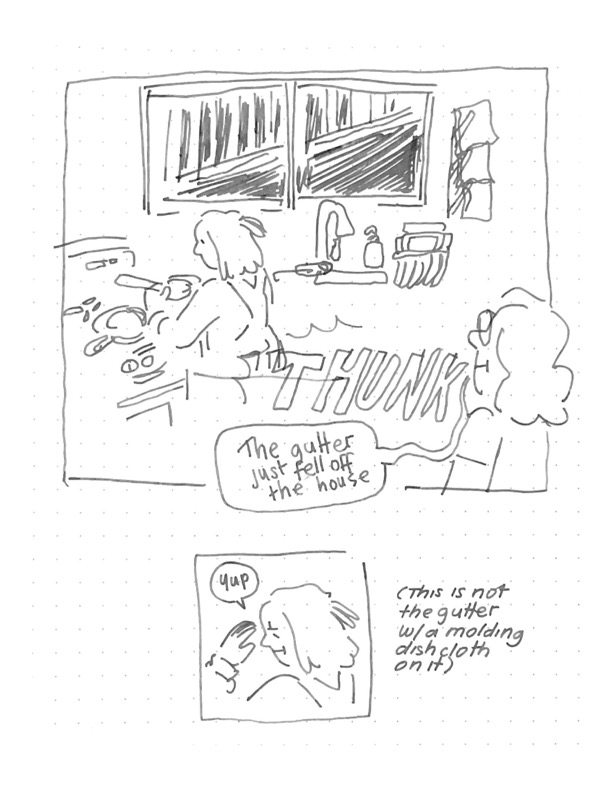 THUNK
The gutter
just fell off
the house
yup
(This is not
the gutter
w/a molding
dishcloth
on it)